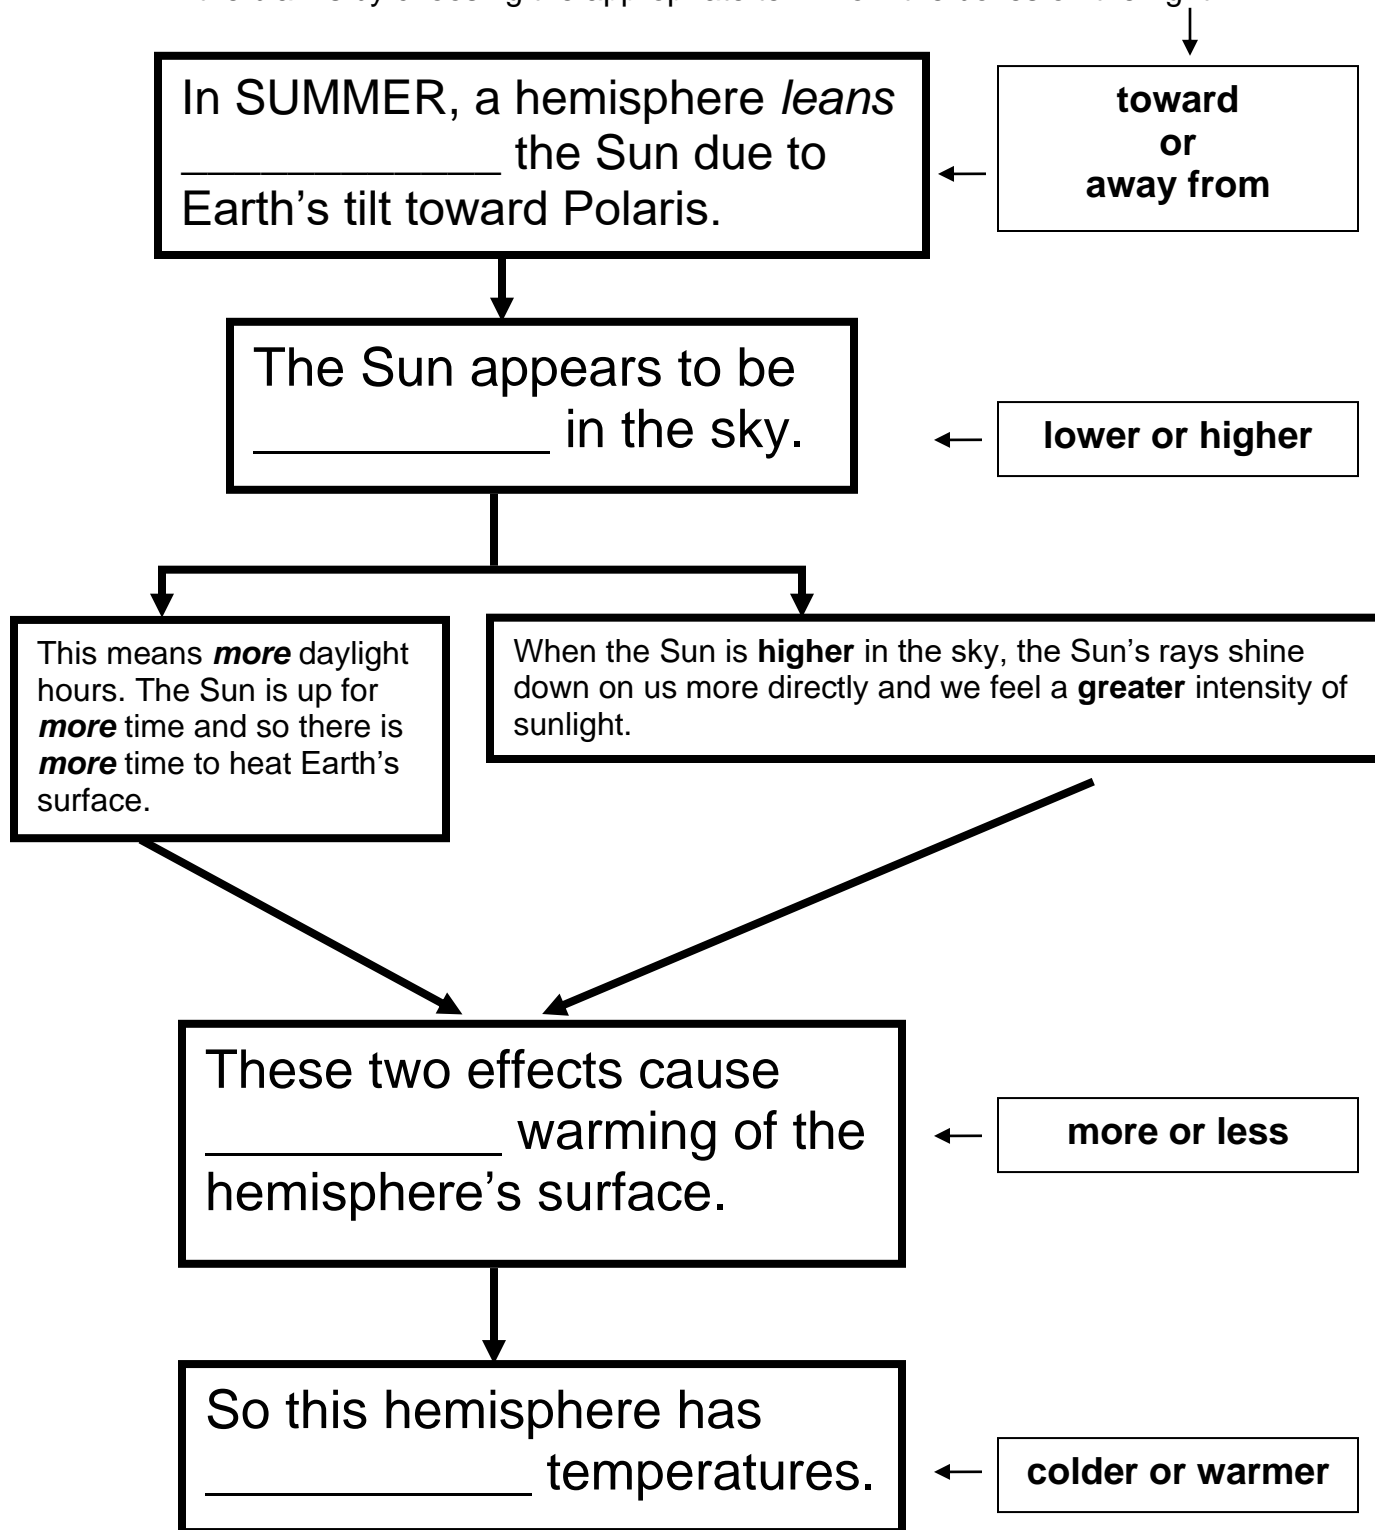 In SUMMER, a hemisphere leans
____________ the Sun due to
Earth’s tilt toward Polaris.
toward
or
away from
The Sun appears to be
___________ in the sky.
lower or higher
This means more daylight
hours. The Sun is up for
more time and so there is
more time to heat Earth’s
surface.
When the Sun is higher in the sky, the Sun’s rays shine
down on us more directly and we feel a greater intensity of
sunlight.
These two effects cause
___________ warming of the
hemisphere’s surface.
more or less
So this hemisphere has
____________ temperatures.
colder or warmer